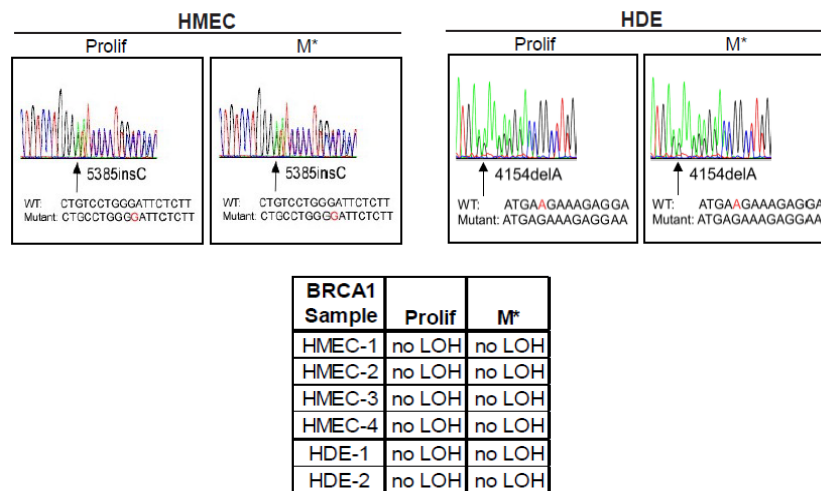 HMEC
HDE
Prolif
M*
Prolif
M*
5385insC
WT: CTGTCCTGGGATTCTCTT
Mutant: CTGCCTGGGGATTCTCTT
5385insC
WT: CTGTCCTGGGATTCTCTT
Mutant: CTGCCTGGGGATTCTCTT
4154delA
WT: ATGAAGAAAGAGGA
Mutant: ATGAGAAAGAGGAA
4154delA
WT: ATGAAGAAAGAGGA
Mutant: ATGAGAAAGAGGAA
BRCA1
Sample Prolif M*
HMEC-1 no LOH no LOH
HMEC-2 no LOH no LOH
HMEC-3 no LOH no LOH
HMEC-4 no LOH no LOH
HDE-1 no LOH no LOH
HDE-2 no LOH no LOH